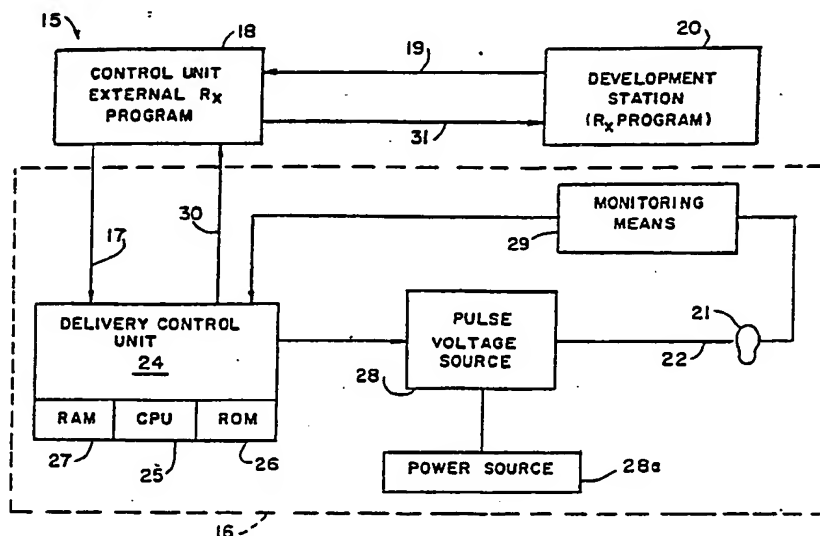 15
18
CONTROL UNIT
EXTERNAL Rx
PROGRAM
19
31
20
DEVELOPMENT
STATION
(Rx PROGRAM)
17
30
MONITORING
MEANS
29
DELIVERY CONTROL
UNIT
24
RAM CPU ROM
27
25
26
PULSE
VOLTAGE
SOURCE
28
22
21
POWER SOURCE
28a
16